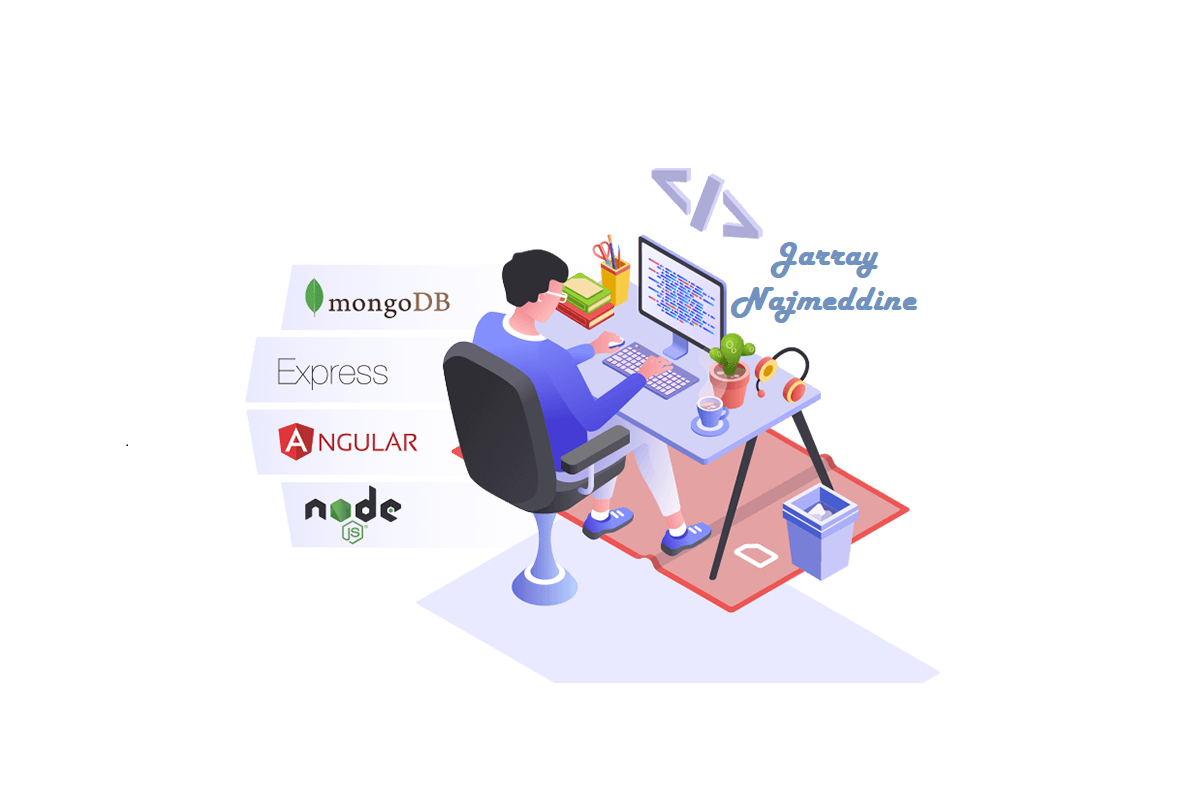 </>
Jarray
Najmeddine
mongoDB
Express
ANGULAR
node
JS